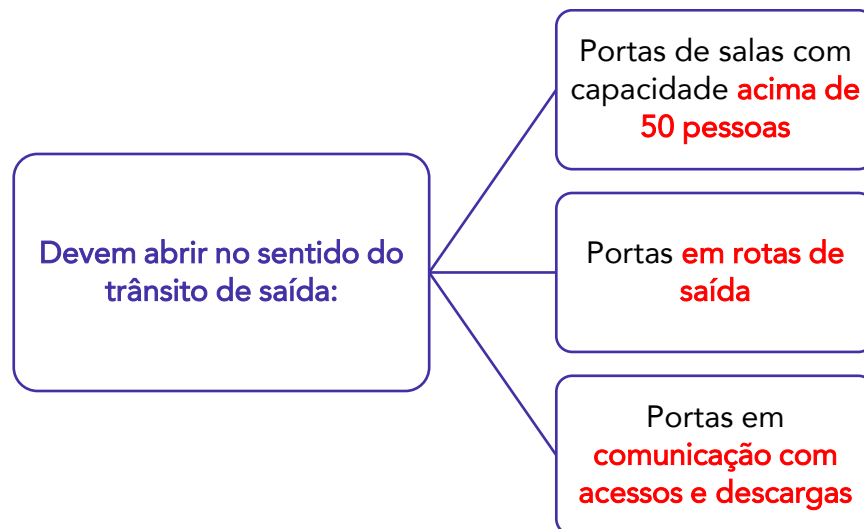 Devem abrir no sentido do
trânsito de saída:
Portas de salas com
capacidade acima de
50 pessoas
Portas em rotas de
saída
Portas em
comunicação com
acessos e descargas